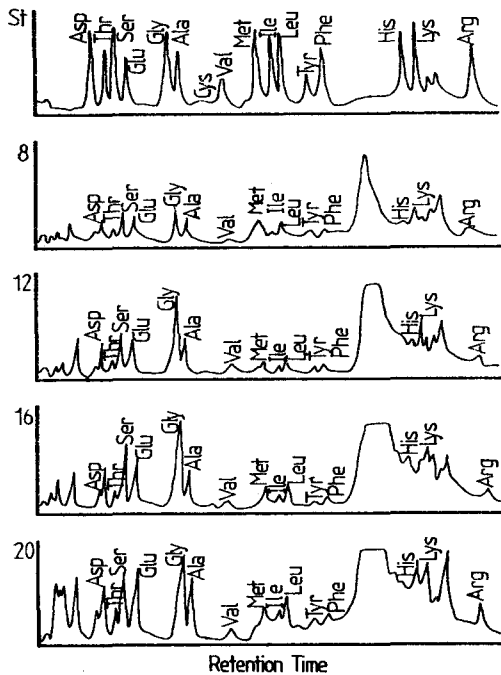 St
Asp Thr Ser Glu Gly Ala Cys Val Met Ile Leu Tyr Phe His Lys Arg
8
Asp Thr Ser Glu Gly Ala Val Met Ile Leu Tyr Phe His Lys Arg
12
Asp Thr Ser Glu Gly Ala Val Met Ile Leu Tyr Phe His Lys Arg
16
Asp Thr Ser Glu Gly Ala Val Met Ile Leu Tyr Phe His Lys Arg
20
Asp Thr Ser Glu Gly Ala Val Met Ile Leu Tyr Phe His Lys Arg
Retention Time